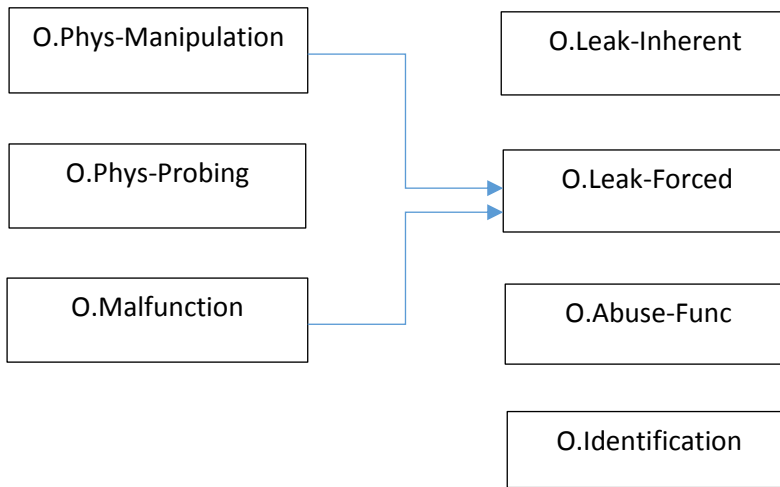 O.Phys-Manipulation
O.Leak-Inherent
O.Phys-Probing
O.Leak-Forced
O.Malfunction
O.Abuse-Func
O.Identification